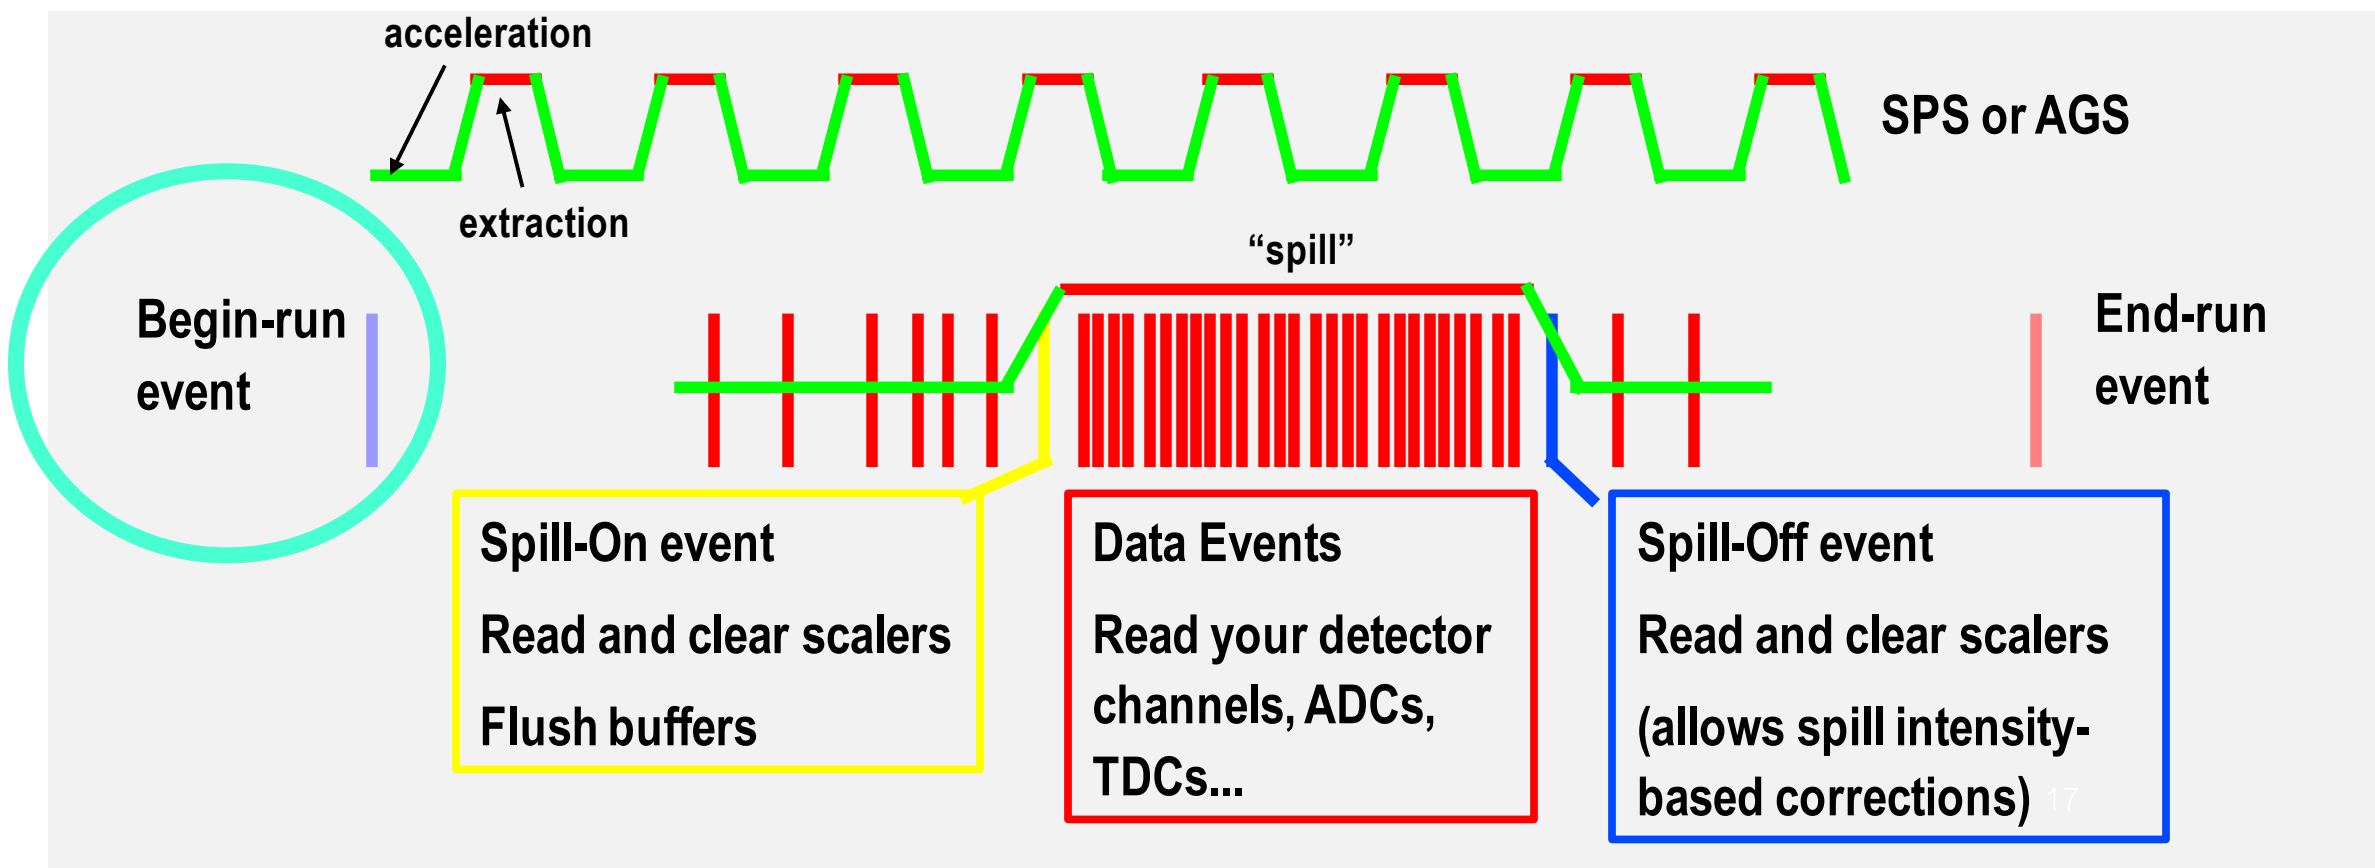 acceleration
SPS or AGS
extraction
“spill”
Begin-run
event
End-run
event
Spill-On event
Read and clear scalers
Flush buffers
Data Events
Read your detector
channels, ADCs,
TDCs...
Spill-Off event
Read and clear scalers
(allows spill intensity-
based corrections)
17